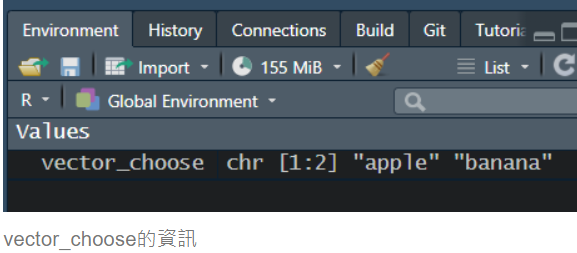 Environment History Connections Build Git Tutoria
Import 155 MiB List
R Global Environment
Values
vector_choose chr [1:2] "apple" "banana"
vector_choose的資訊